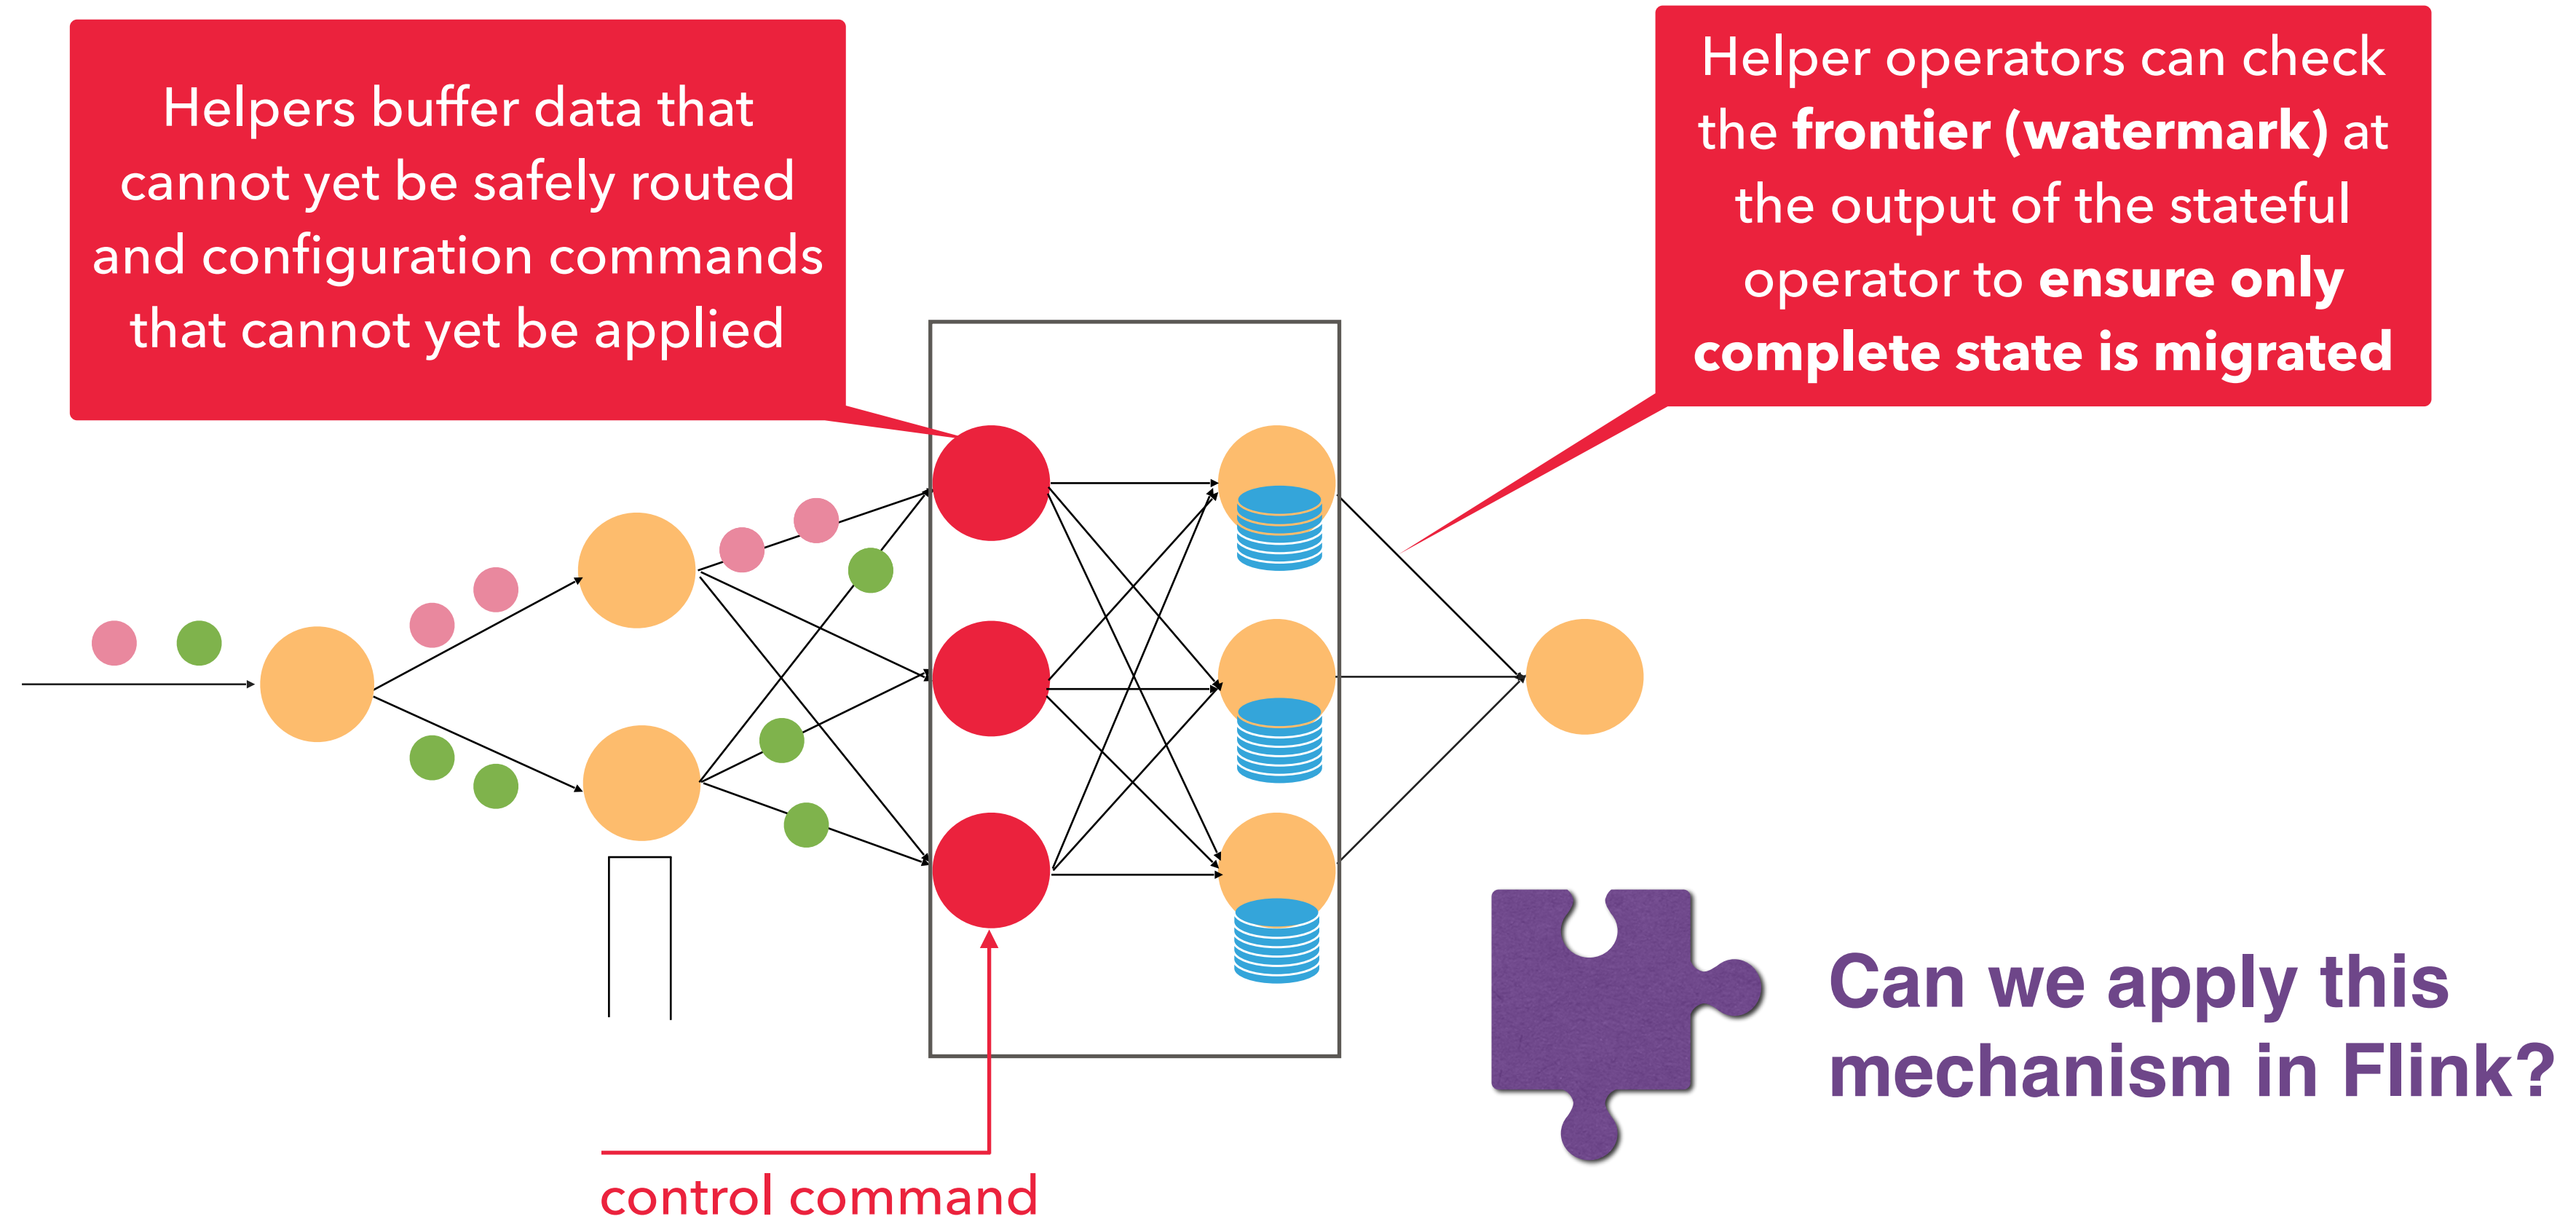 Helpers buffer data that
cannot yet be safely routed
and configuration commands
that cannot yet be applied
Helper operators can check
the frontier (watermark) at
the output of the stateful
operator to ensure only
complete state is migrated
control command
Can we apply this
mechanism in Flink?